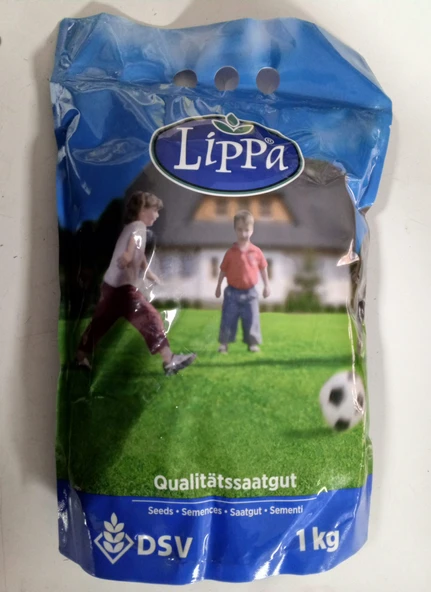 LiPPa®
Qualitätssaatgut
Seeds • Semences • Saatgut • Sementi
DSV
1 kg